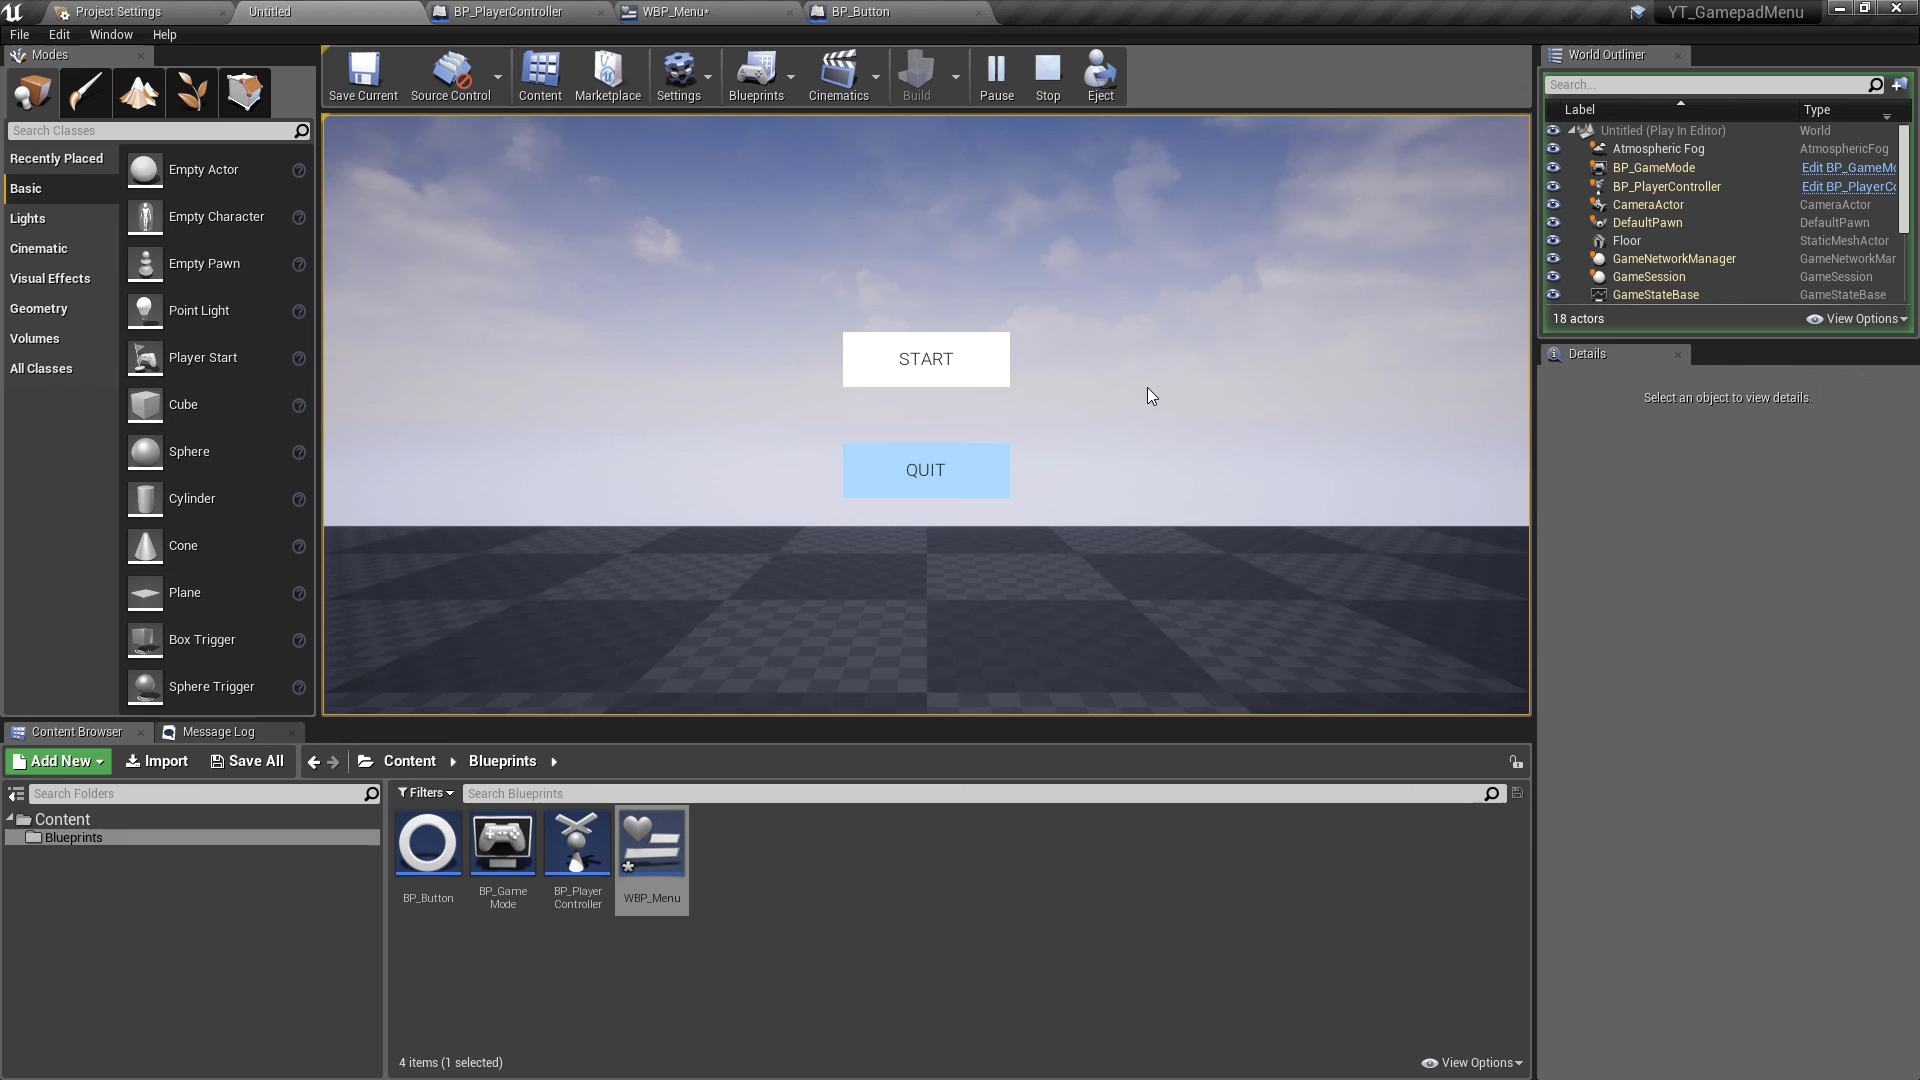 Project Settings
Untitled
BP_PlayerController
WBP_Menu*
BP_Button
YT_GamepadMenu
File Edit Window Help
Modes
Search Classes
Recently Placed
Basic
Lights
Cinematic
Visual Effects
Geometry
Volumes
All Classes
Empty Actor
Empty Character
Empty Pawn
Point Light
Player Start
Cube
Sphere
Cylinder
Cone
Plane
Box Trigger
Sphere Trigger
Save Current
Source Control
Content
Marketplace
Settings
Blueprints
Cinematics
Build
Pause
Stop
Eject
START
QUIT
World Outliner
Search...
Label Type
Untitled (Play In Editor) World
Atmospheric Fog AtmosphericFog
BP_GameMode Edit BP_GameMo
BP_PlayerController Edit BP_PlayerCo
CameraActor CameraActor
DefaultPawn DefaultPawn
Floor StaticMeshActor
GameNetworkManager GameNetworkMar
GameSession GameSession
GameStateBase GameStateBase
18 actors
View Options
Details
Select an object to view details.
Content Browser
Message Log
Add New
Import
Save All
Content
Blueprints
Search Folders
Filters
Search Blueprints
Content
Blueprints
BP_Button
BP_Game
Mode
BP_Player
Controller
WBP_Menu
4 items (1 selected)
View Options